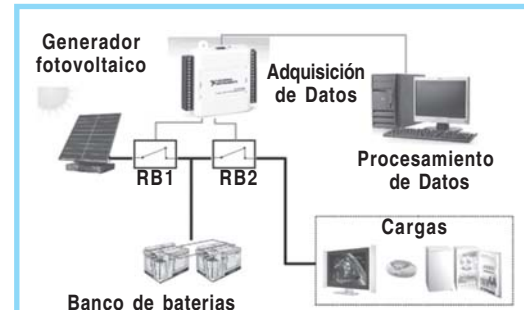 Generador
fotovoltaico
Adquisición
de Datos
Procesamiento
de Datos
RB1
RB2
Cargas
Banco de baterias